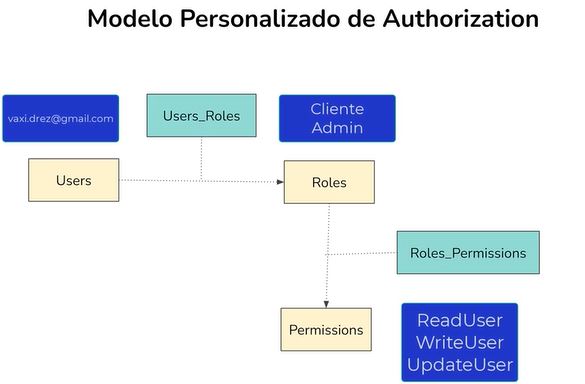 Modelo Personalizado de Authorization
vaxi.drez@gmail.com
Users_Roles
Cliente
Admin
Users
Roles
Roles_Permissions
Permissions
ReadUser
WriteUser
UpdateUser